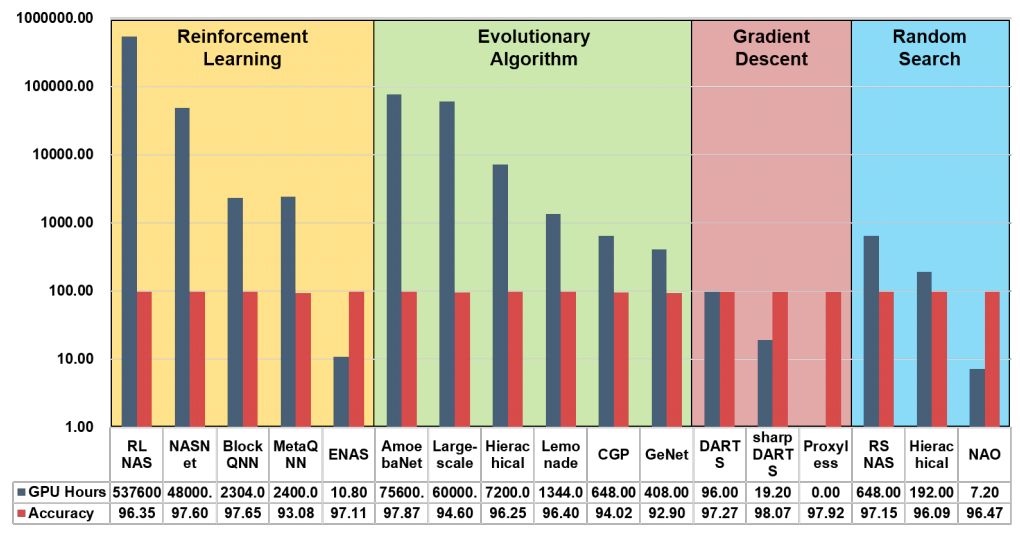 1000000.00
100000.00
10000.00
1000.00
100.00
10.00
1.00
Reinforcement
Learning
Evolutionary
Algorithm
Gradient
Descent
Random
Search
RL
NAS
NASN
et
Block
QNN
MetaQ
NN
ENAS
Amoe
baNet
Large-
scale
Hierac
hical
Lemo
nade
CGP
GeNet
DART
S
sharp
DART
S
Proxyl
ess
RS
NAS
Hierac
hical
NAO
GPU Hours 537600 48000. 2304.0 2400.0 10.80 75600. 60000. 7200.0 1344.0 648.00 408.00 96.00 19.20 0.00 648.00 192.00 7.20
Accuracy 96.35 97.60 97.65 93.08 97.11 97.87 94.60 96.25 96.40 94.02 92.90 97.27 98.07 97.92 97.15 96.09 96.47